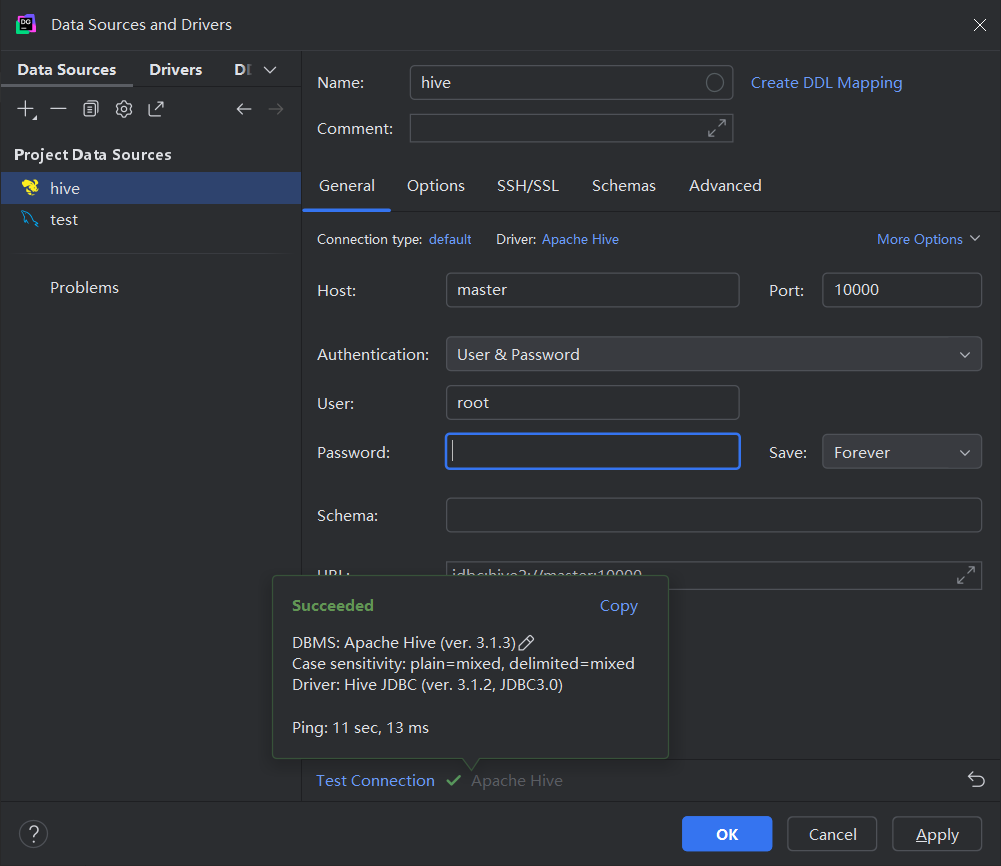 Data Sources and Drivers
Data Sources Drivers
Project Data Sources
hive
test
Problems
Name: hive Create DDL Mapping
Comment:
General Options SSH/SSL Schemas Advanced
Connection type: default Driver: Apache Hive More Options
Host: master Port: 10000
Authentication: User & Password
User: root
Password: Save: Forever
Schema:
URL: jdbc:hive2://master:10000
Succeeded Copy
DBMS: Apache Hive (ver. 3.1.3)
Case sensitivity: plain=mixed, delimited=mixed
Driver: Hive JDBC (ver. 3.1.2, JDBC3.0)
Ping: 11 sec, 13 ms
Test Connection Apache Hive
? OK Cancel Apply